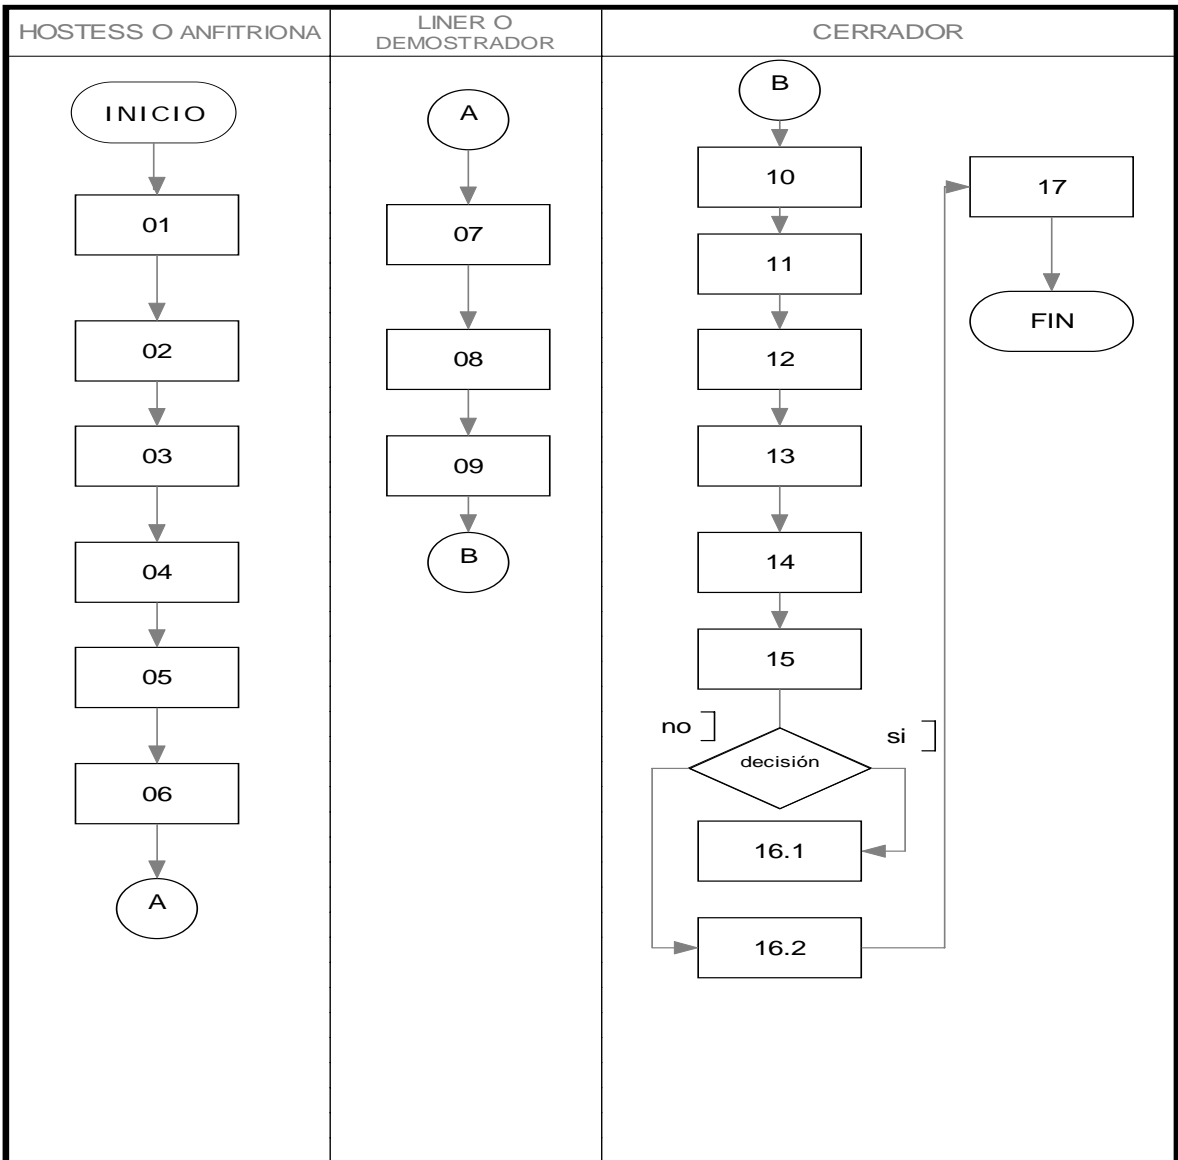 HOSTESS O ANFITRIONA
LINER O
DEMOSTRADOR
CERRADOR
INICIO
01
02
03
04
05
06
A
A
07
08
09
B
B
10
11
12
13
14
15
no
si
decisión
16.1
16.2
17
FIN